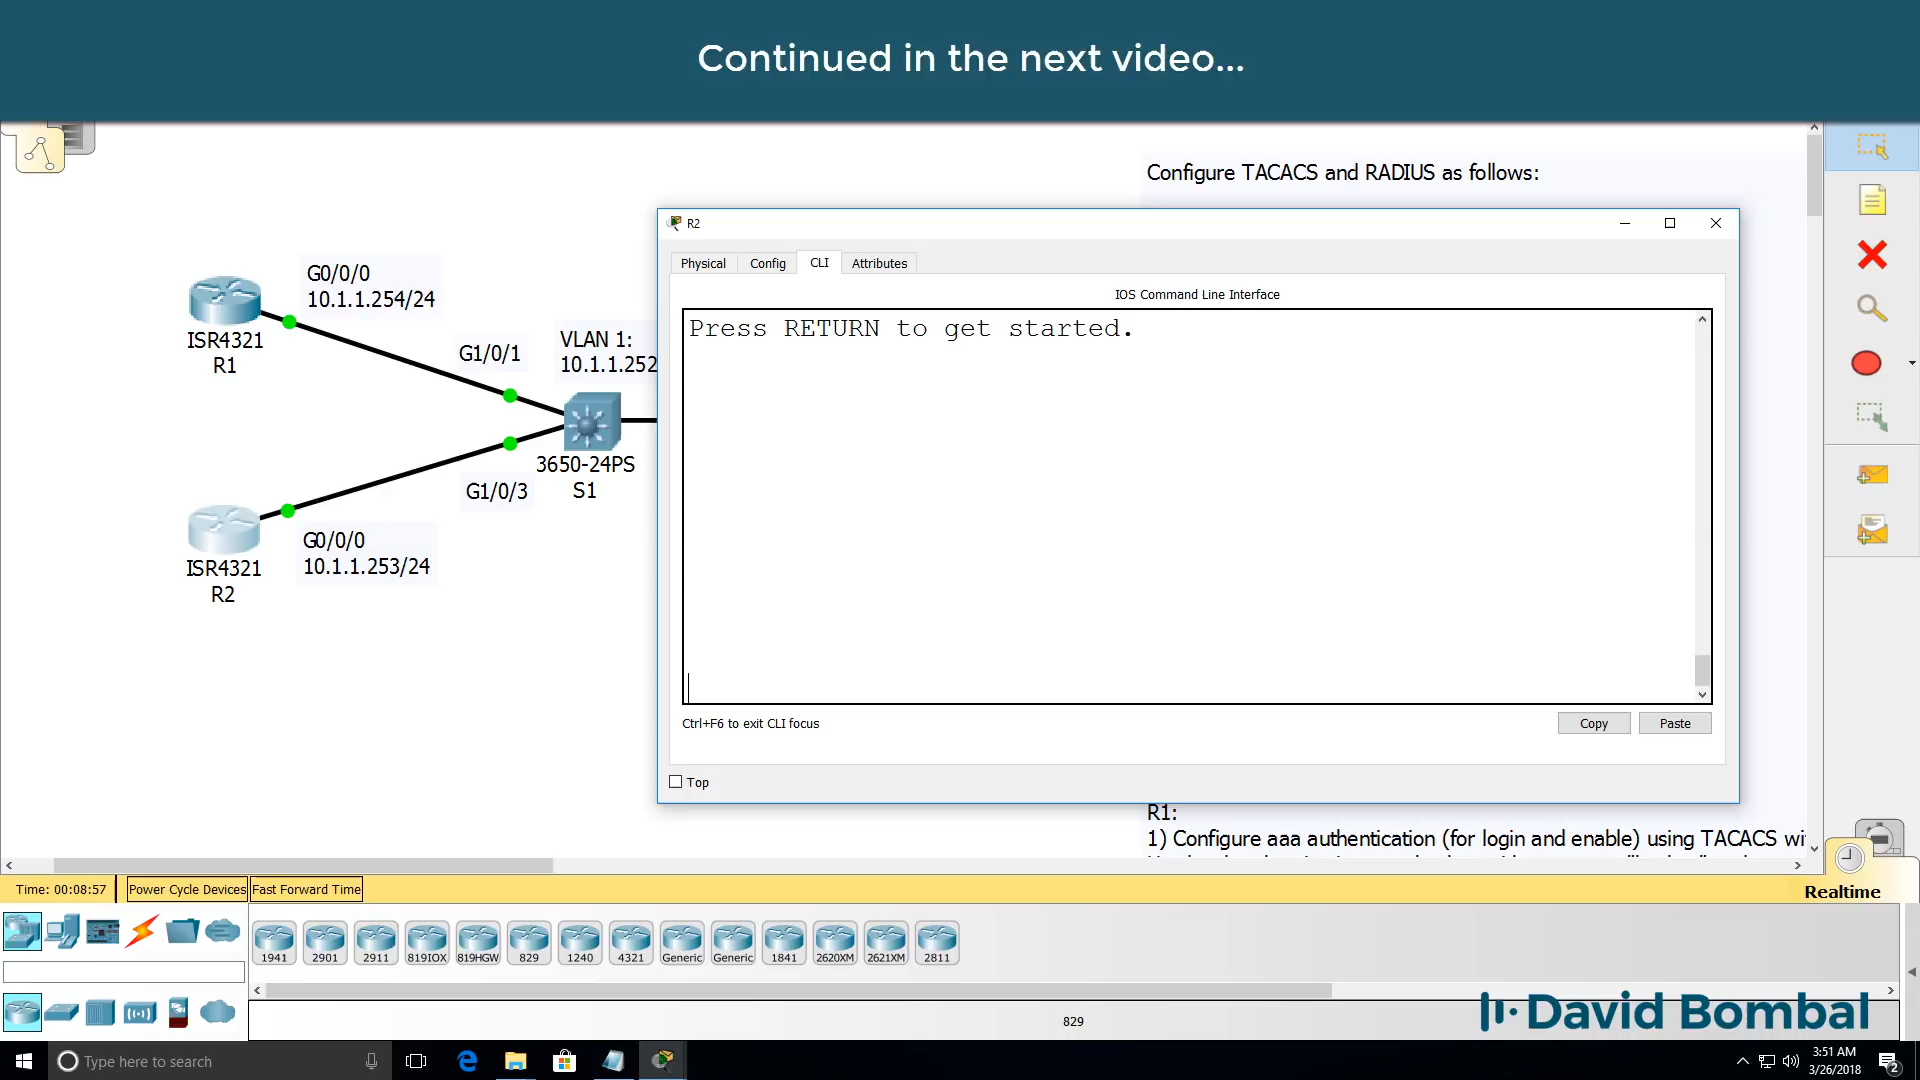 Continued in the next video...
Configure TACACS and RADIUS as follows:
R2
Physical
Config
CLI
Attributes
IOS Command Line Interface
Press RETURN to get started.
Ctrl+F6 to exit CLI focus
Copy
Paste
Top
G0/0/0
10.1.1.254/24
ISR4321
R1
G1/0/1
VLAN 1:
10.1.1.252
3650-24PS
S1
G1/0/3
G0/0/0
10.1.1.253/24
ISR4321
R2
R1:
1) Configure aaa authentication (for login and enable) using TACACS wi
Time: 00:08:57
Power Cycle Devices
Fast Forward Time
Realtime
1941
2901
2911
819IOX
819HGW
829
1240
4321
Generic
Generic
1841
2620XM
2621XM
2811
829
David Bombal
Type here to search
3:51 AM
3/26/2018
2